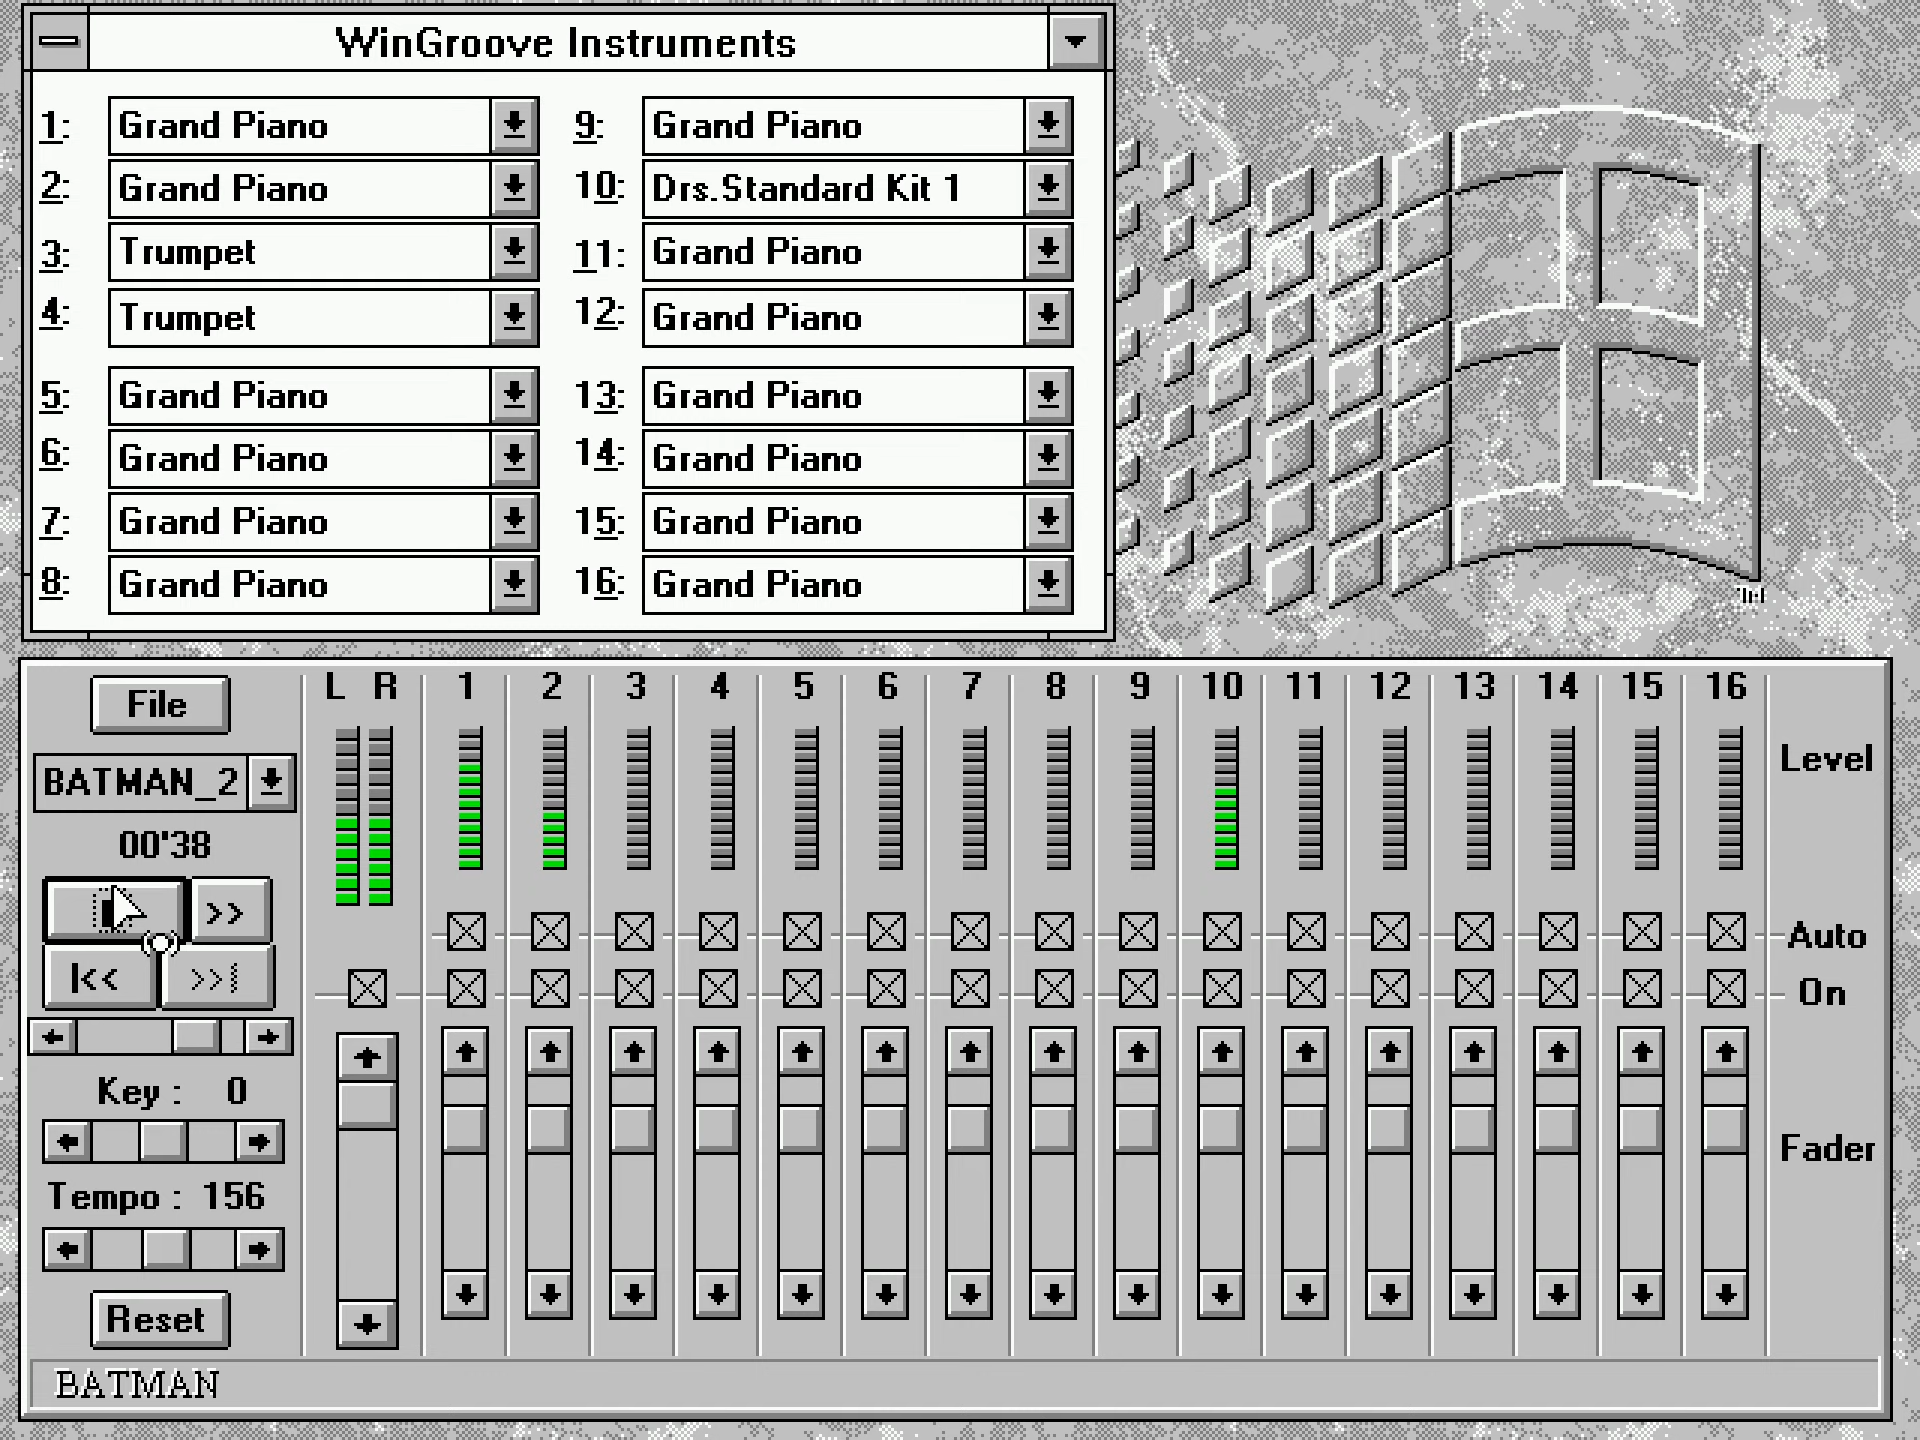 WinGroove Instruments
1: Grand Piano 9: Grand Piano
2: Grand Piano 10: Drs.Standard Kit 1
3: Trumpet 11: Grand Piano
4: Trumpet 12: Grand Piano
5: Grand Piano 13: Grand Piano
6: Grand Piano 14: Grand Piano
7: Grand Piano 15: Grand Piano
8: Grand Piano 16: Grand Piano
File L R 1 2 3 4 5 6 7 8 9 10 11 12 13 14 15 16
Level
BATMAN_2
00'38
>>
Auto
|<< >>¦
On
Key : 0
Fader
Tempo : 156
Reset
BATMAN